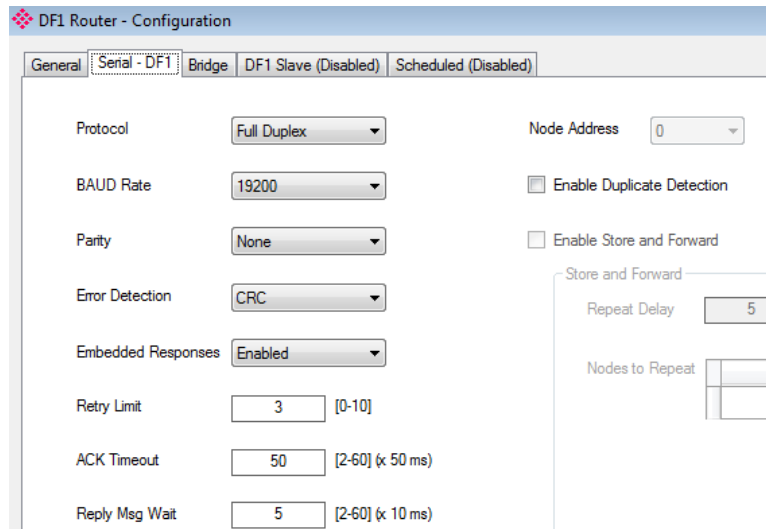 DF1 Router - Configuration
General Serial - DF1 Bridge DF1 Slave (Disabled) Scheduled (Disabled)
Protocol Full Duplex Node Address 0
BAUD Rate 19200 Enable Duplicate Detection
Parity None Enable Store and Forward
Store and Forward
Error Detection CRC Repeat Delay 5
Embedded Responses Enabled Nodes to Repeat
Retry Limit 3 [0-10]
ACK Timeout 50 [2-60] (x 50 ms)
Reply Msg Wait 5 [2-60] (x 10 ms)